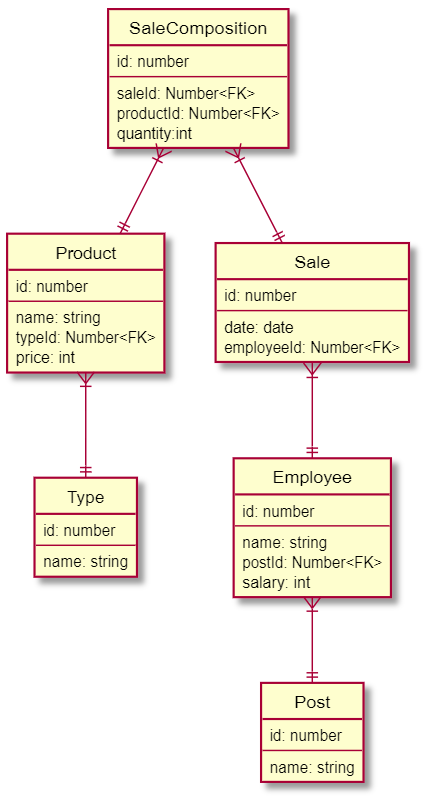 SaleComposition
id: number
saleId: Number<FK>
productId: Number<FK>
quantity:int
Product
id: number
name: string
typeId: Number<FK>
price: int
Sale
id: number
date: date
employeeId: Number<FK>
Type
id: number
name: string
Employee
id: number
name: string
postId: Number<FK>
salary: int
Post
id: number
name: string